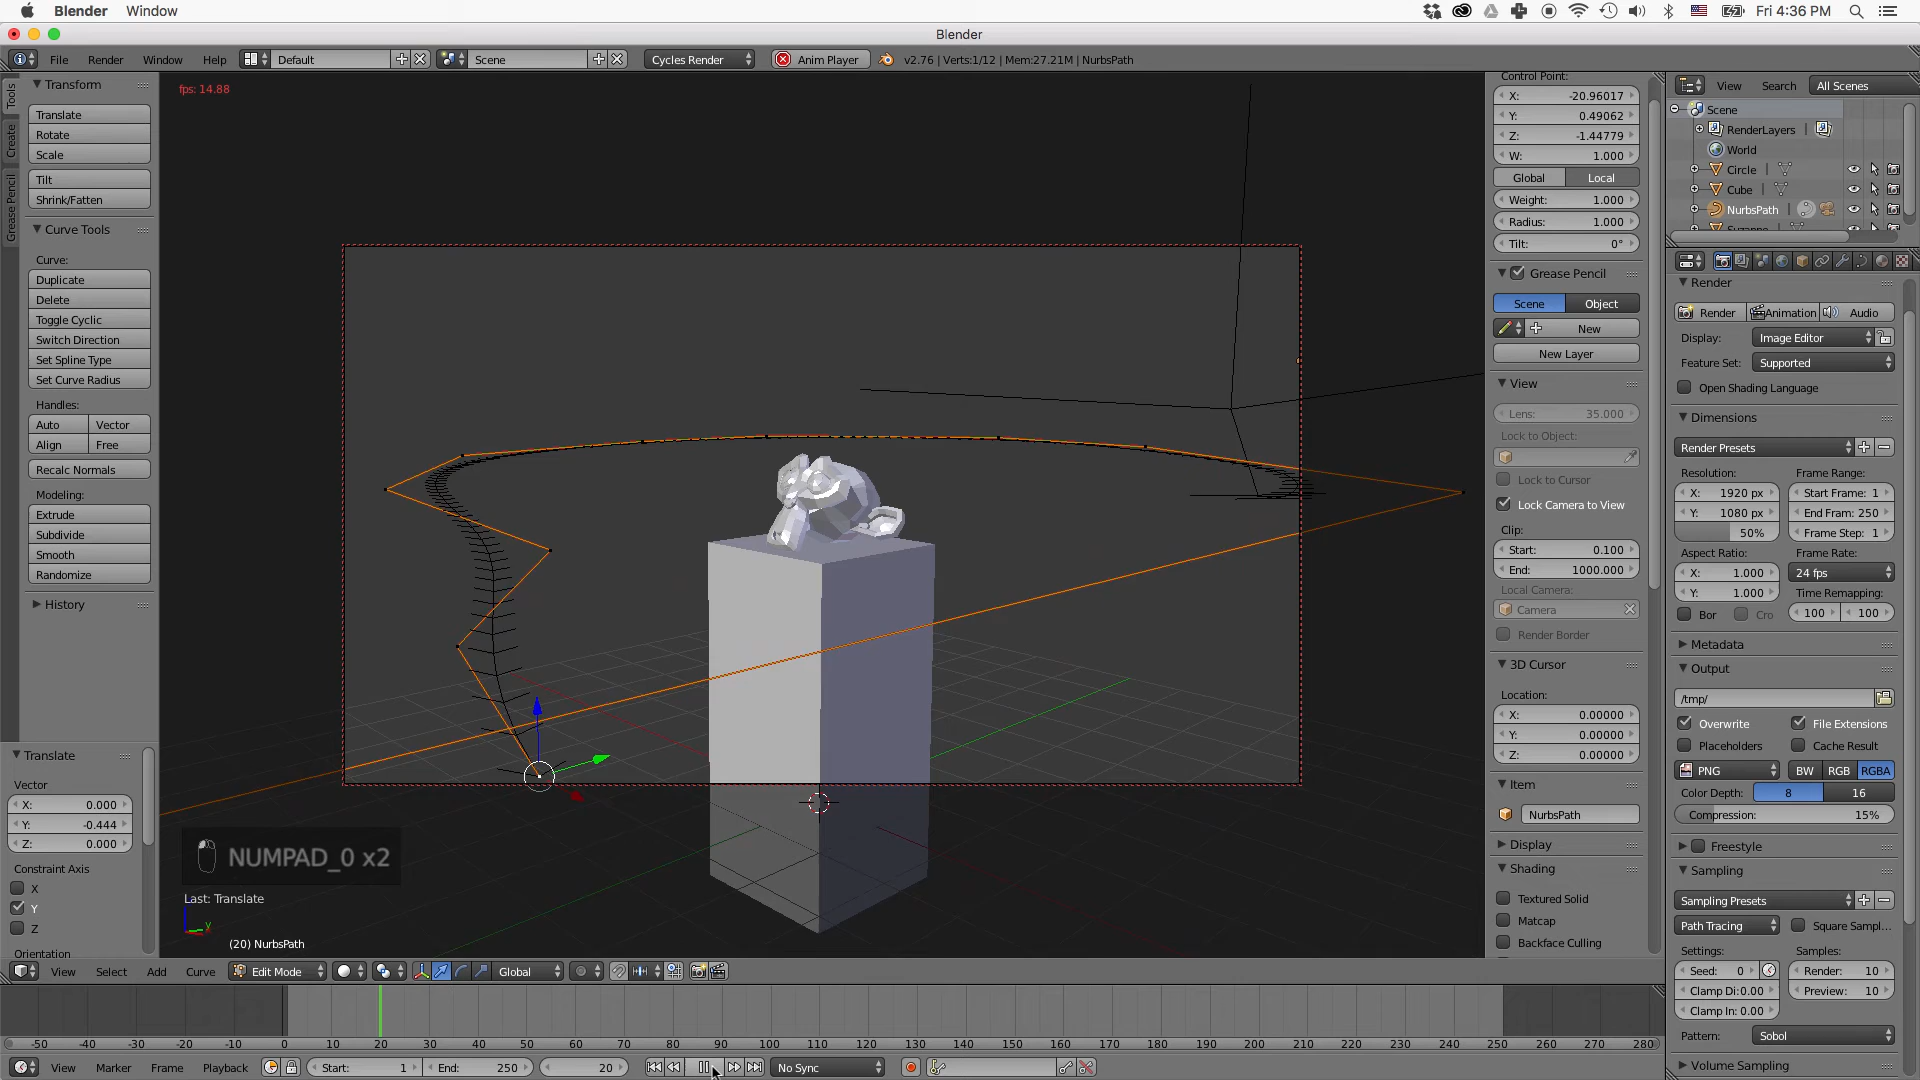 Blender Window Fri 4:36 PM
Blender
File Render Window Help Default Scene Cycles Render Anim Player v2.76 | Verts:1/12 | Mem:27.21M | NurbsPath
Tools
Create
Grease Pencil
Transform
Translate
Rotate
Scale
Tilt
Shrink/Fatten
Curve Tools
Curve:
Duplicate
Delete
Toggle Cyclic
Switch Direction
Set Spline Type
Set Curve Radius
Handles:
Auto Vector
Align Free
Recalc Normals
Modeling:
Extrude
Subdivide
Smooth
Randomize
History
Translate
Vector
X: 0.000
Y: -0.444
Z: 0.000
Constraint Axis
X
Y
Z
Orientation
fps: 14.88
NUMPAD_0 x2
Last: Translate
y
(20) NurbsPath
Control Point:
X: -20.96017
Y: 0.49062
Z: -1.44779
W: 1.000
Global Local
Weight: 1.000
Radius: 1.000
Tilt: 0°
Grease Pencil
Scene Object
New
New Layer
View
Lens: 35.000
Lock to Object:
Lock to Cursor
Lock Camera to View
Clip:
Start: 0.100
End: 1000.000
Local Camera:
Camera
Render Border
3D Cursor
Location:
X: 0.00000
Y: 0.00000
Z: 0.00000
Item
NurbsPath
Display
Shading
Textured Solid
Matcap
Backface Culling
View Search All Scenes
Scene
RenderLayers
World
Circle
Cube
NurbsPath
Suzanne
Render
Render Animation Audio
Display: Image Editor
Feature Set: Supported
Open Shading Language
Dimensions
Render Presets
Resolution: Frame Range:
X: 1920 px Start Frame: 1
Y: 1080 px End Fram: 250
50% Frame Step: 1
Aspect Ratio: Frame Rate:
X: 1.000 24 fps
Y: 1.000 Time Remapping:
Bor Cro 100 100
Metadata
Output
/tmp/
Overwrite File Extensions
Placeholders Cache Result
PNG BW RGB RGBA
Color Depth: 8 16
Compression: 15%
Freestyle
Sampling
Sampling Presets
Path Tracing Square Sampl...
Settings: Samples:
Seed: 0 Render: 10
Clamp Di:0.00 Preview: 10
Clamp In: 0.00
Pattern: Sobol
Volume Sampling
View Select Add Curve Edit Mode Global
-50 -40 -30 -20 -10 0 10 20 30 40 50 60 70 80 90 100 110 120 130 140 150 160 170 180 190 200 210 220 230 240 250 260 270 280
View Marker Frame Playback Start: 1 End: 250 20 No Sync